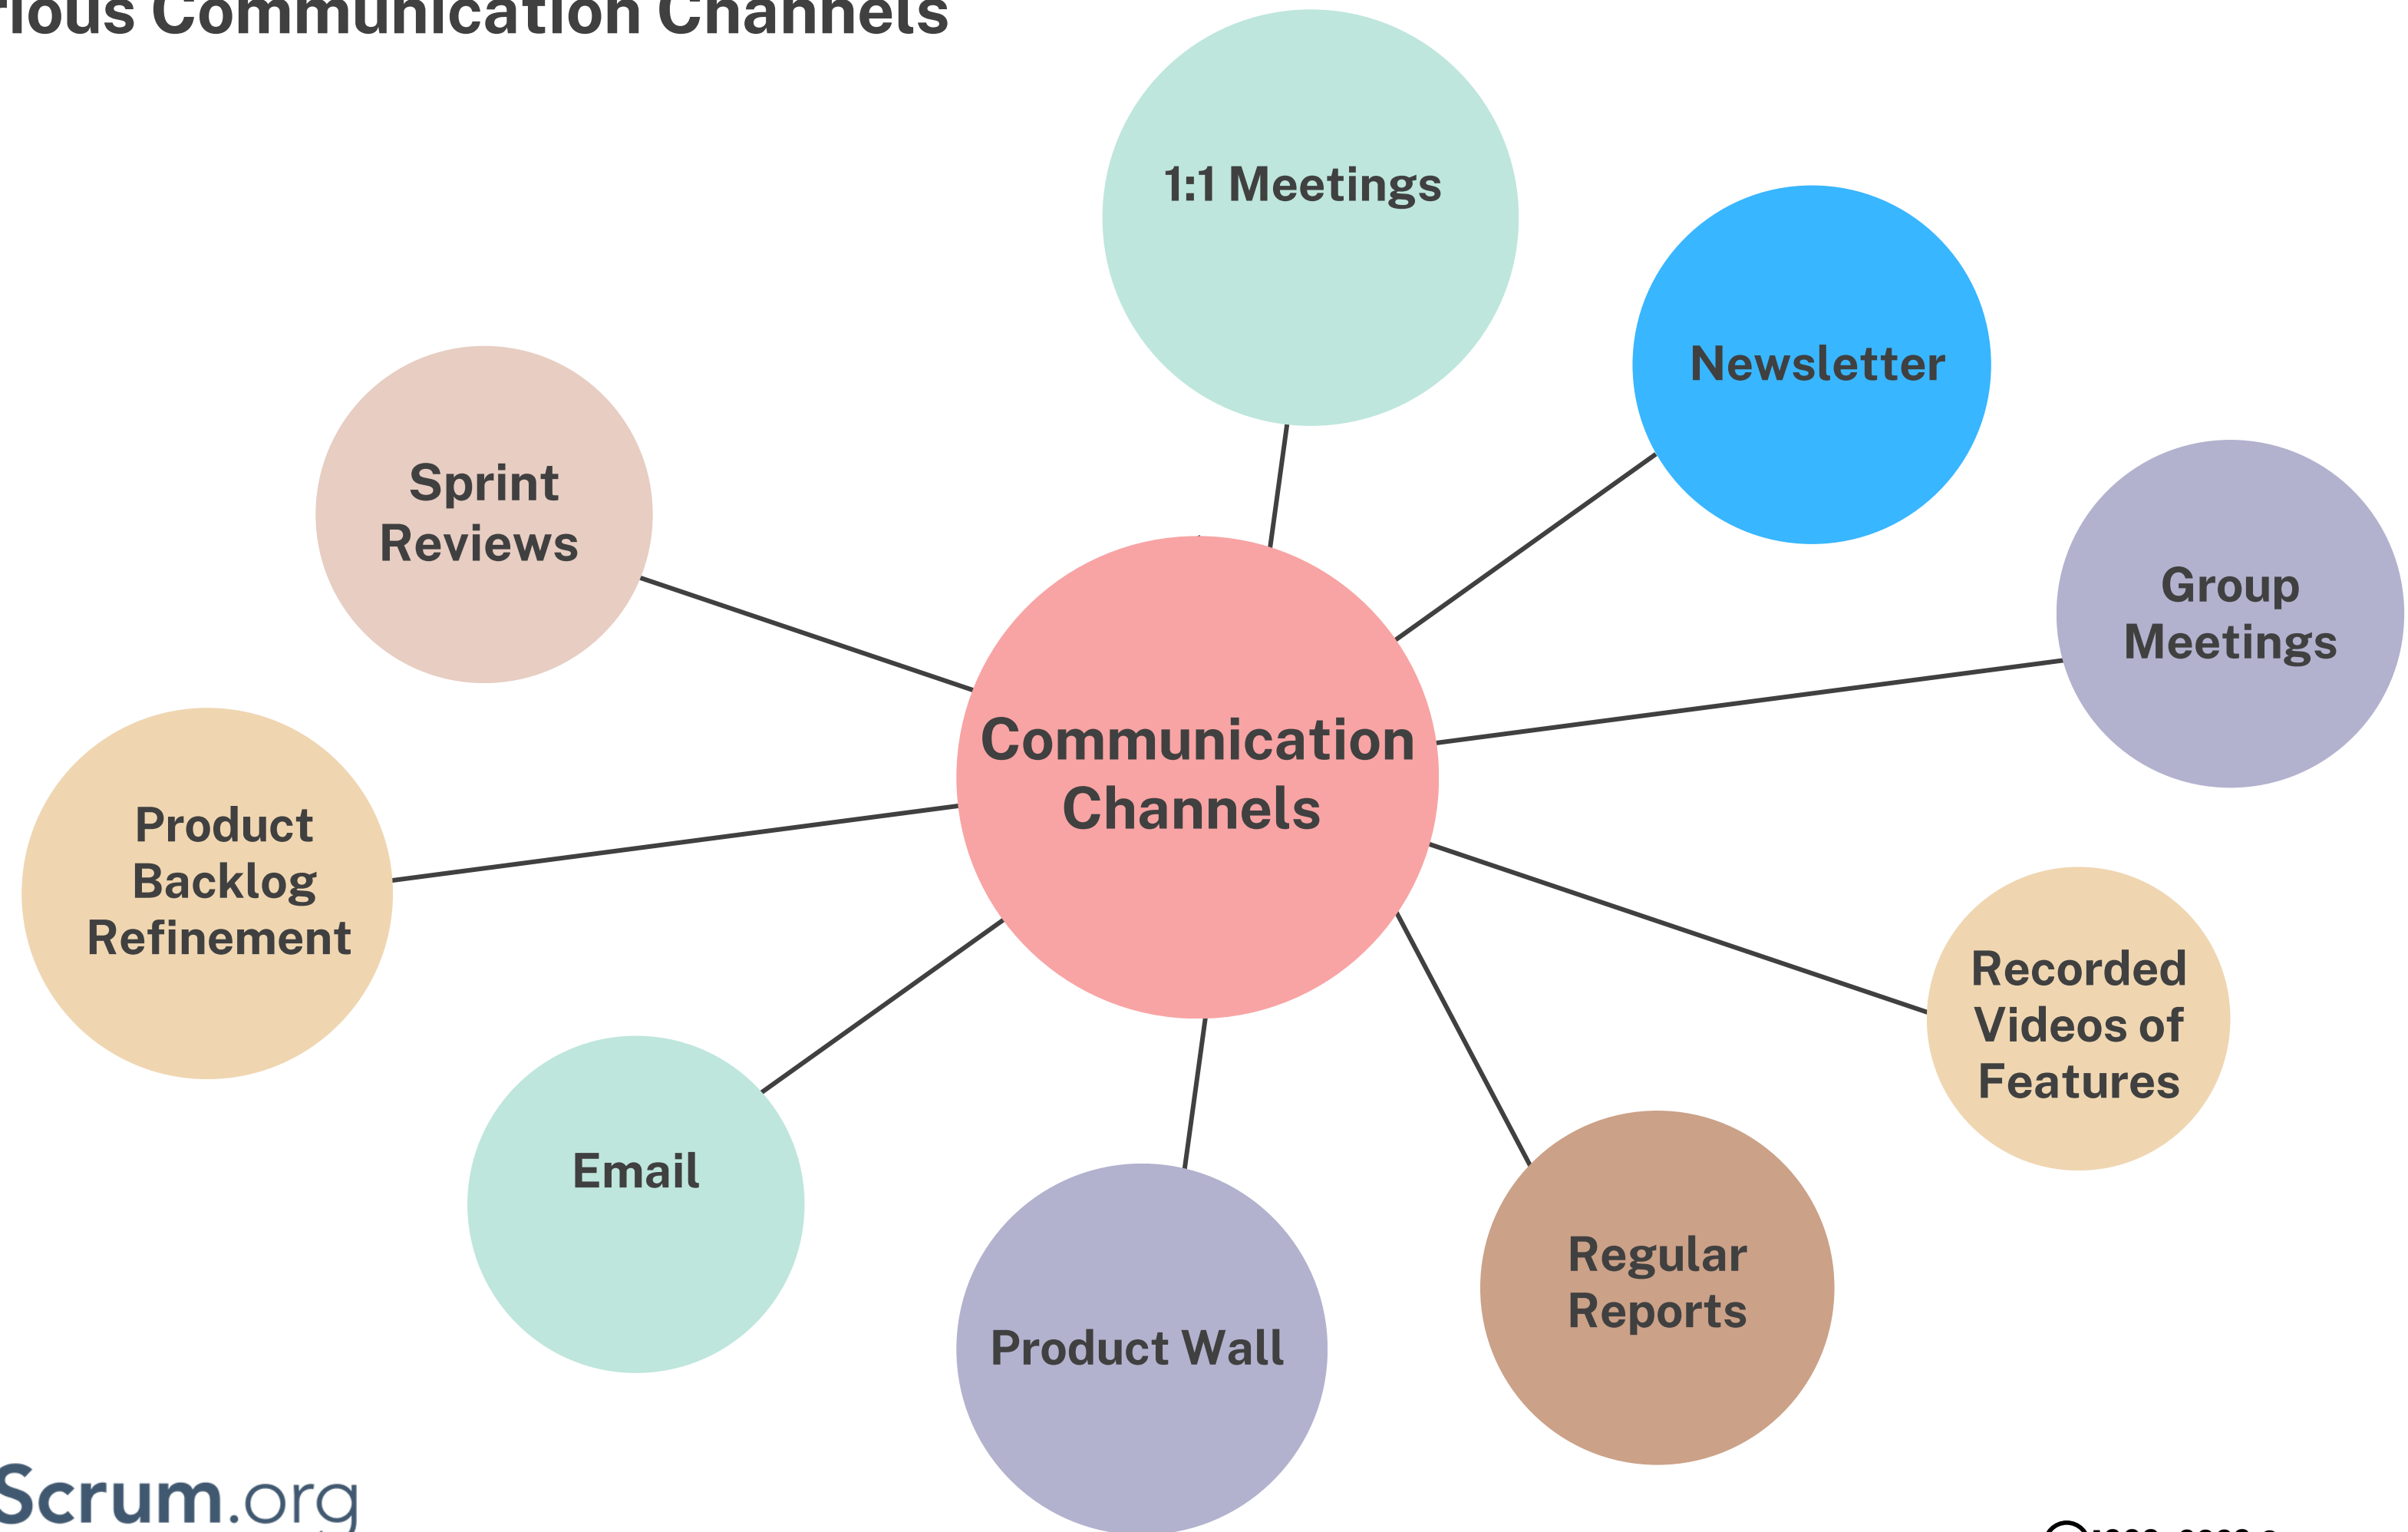 Communication Channels
1:1 Meetings
Newsletter
Sprint
Reviews
Group
Meetings
Communication
Channels
Product
Backlog
Refinement
Recorded
Videos of
Features
Email
Regular
Reports
Product Wall
Scrum.org